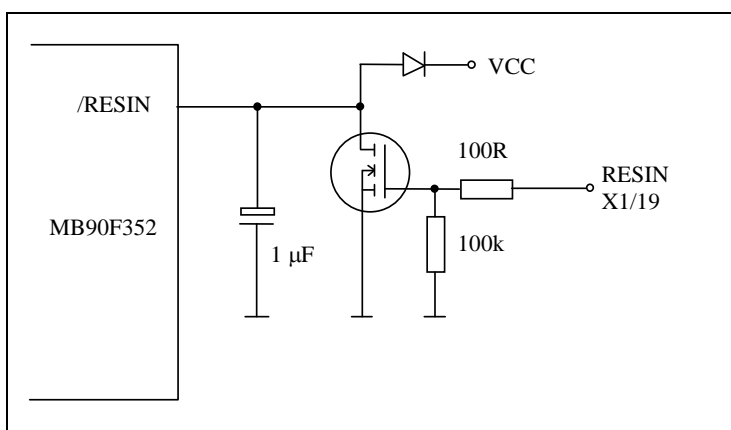 VCC
/RESIN
100R
RESIN
X1/19
MB90F352
100k
1 μF